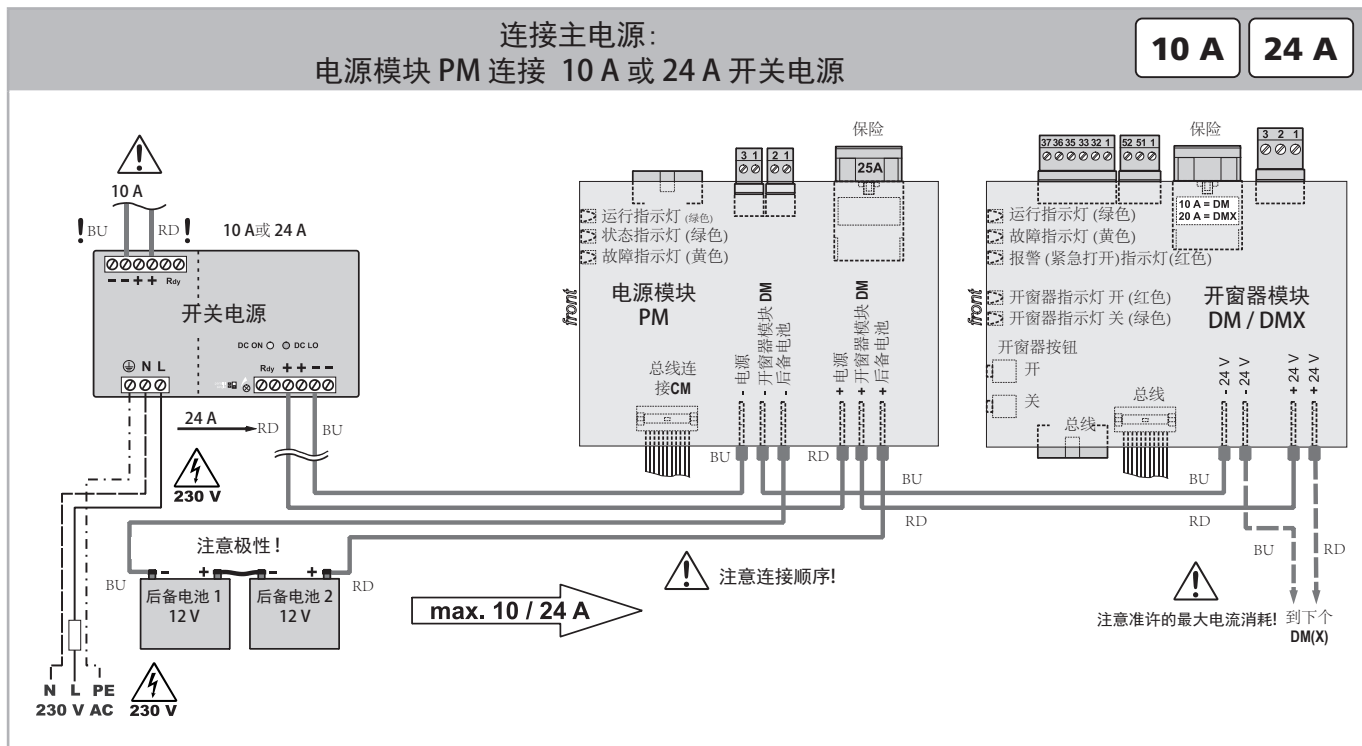 连接主电源:
电源模块 PM 连接 10 A 或 24 A 开关电源
10 A
24 A
10 A
! BU
RD !
10 A或 24 A
− − + + Rdy
开关电源
DC ON
DC LO
N L
Rdy + + − −
24 A
RD
BU
230 V
注意极性!
BU
− +
− +
RD
后备电池 1
12 V
后备电池 2
12 V
N L PE
230 V AC
230 V
max. 10 / 24 A
注意连接顺序!
保险
3 1
2 1
25A
运行指示灯 (绿色)
状态指示灯 (绿色)
故障指示灯 (黄色)
front
电源模块
PM
总线连
接CM
- 电源
- 开窗器模块 DM
- 后备电池
+ 电源
+ 开窗器模块 DM
+ 后备电池
BU
RD
BU
RD
保险
37 36 35 33 32 1
52 51 1
3 2 1
10 A = DM
20 A = DMX
运行指示灯 (绿色)
故障指示灯 (黄色)
报警 (紧急打开)指示灯(红色)
front
开窗器指示灯 开 (红色)
开窗器指示灯 关 (绿色)
开窗器模块
DM / DMX
开窗器按钮
开
关
总线
总线
- 24 V
- 24 V
+ 24 V
+ 24 V
BU
RD
BU
RD
注意准许的最大电流消耗!
到下个
DM(X)